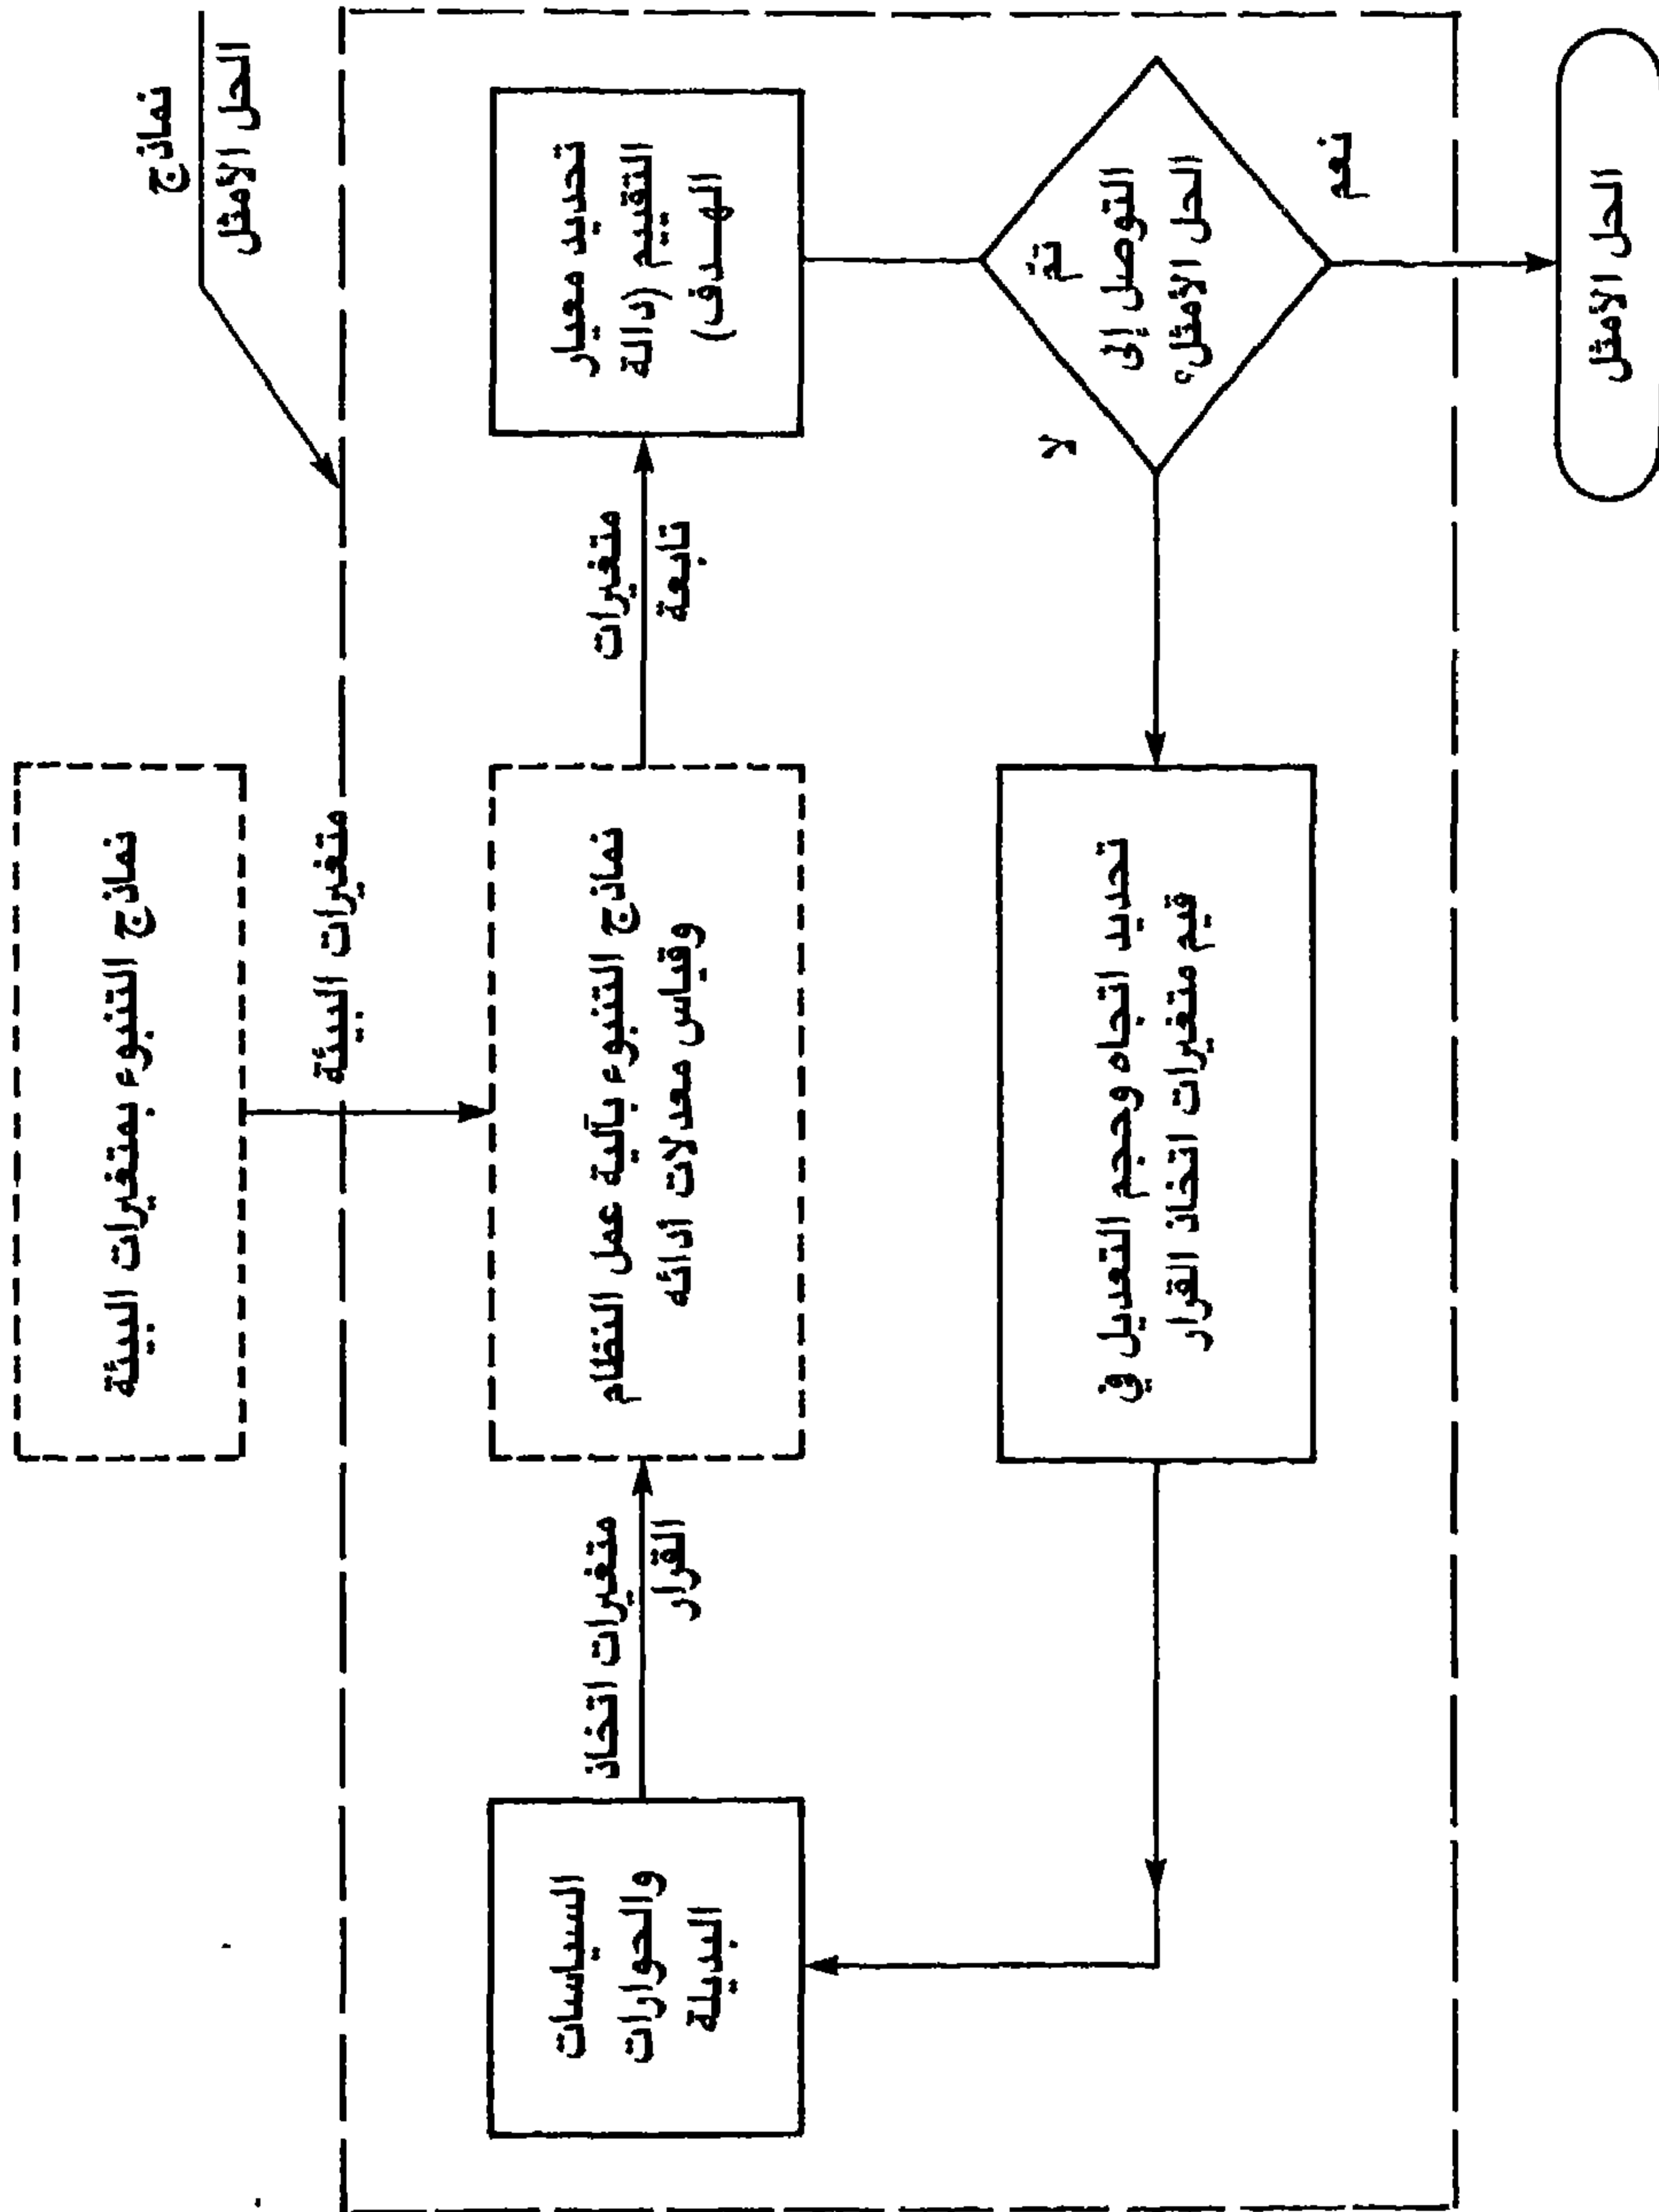 نماذج
الحل الأمثل
نماذج التنبوء بمتغيرات البيئة
متغيرات البيئة
السياسات
والحوارات
البديلة
متغيرات اتخاذ
القرار
نماذج التنبوء بآلية عمل النظام
وقياس معدلات أدائه
متغيرات
تابعة
تحديد معيار
التقييم (دالة
الهدف)
تم
التوصل إلى
الحل الأمثل؟
لا
نعم
تحديد اتجاه وحجم التعديل في
قيم متغيرات اتخاذ القرار
الحل الأمثل